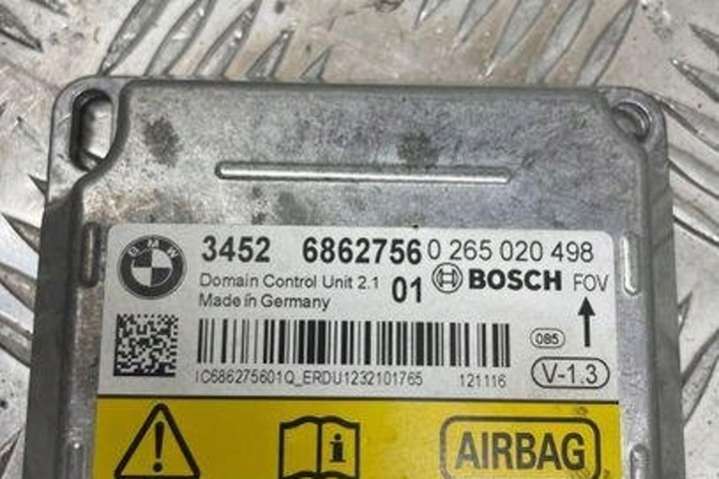 BMW
3452 6862756 0 265 020 498
Domain Control Unit 2.1 01 BOSCH FOV
Made in Germany
085
IC686275601Q_ERDU1232101765 121116 V-1.3
i
AIRBAG